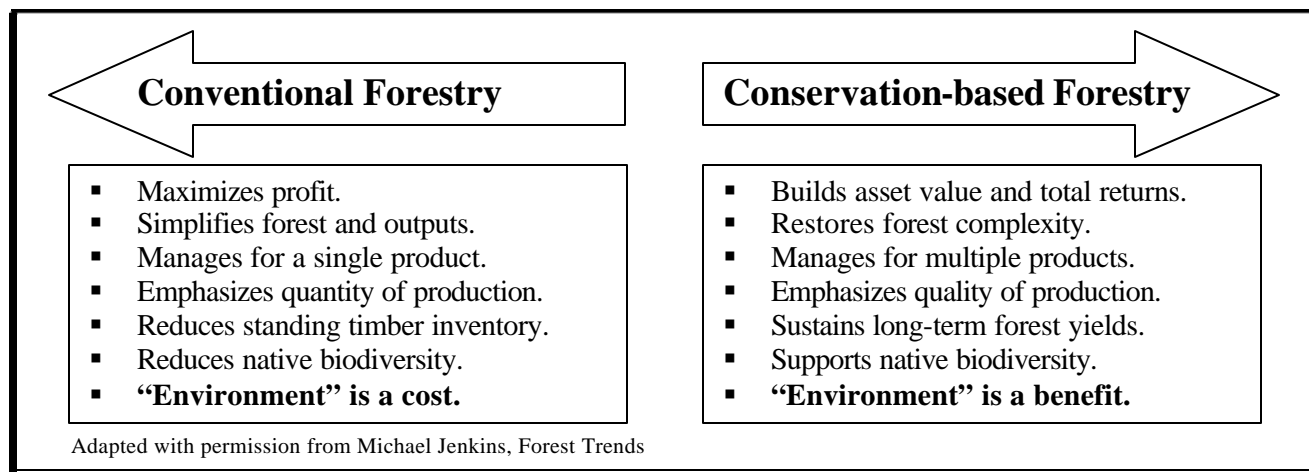 Conventional Forestry
▪ Maximizes profit.
▪ Simplifies forest and outputs.
▪ Manages for a single product.
▪ Emphasizes quantity of production.
▪ Reduces standing timber inventory.
▪ Reduces native biodiversity.
▪ “Environment” is a cost.
Conservation-based Forestry
▪ Builds asset value and total returns.
▪ Restores forest complexity.
▪ Manages for multiple products.
▪ Emphasizes quality of production.
▪ Sustains long-term forest yields.
▪ Supports native biodiversity.
▪ “Environment” is a benefit.
Adapted with permission from Michael Jenkins, Forest Trends